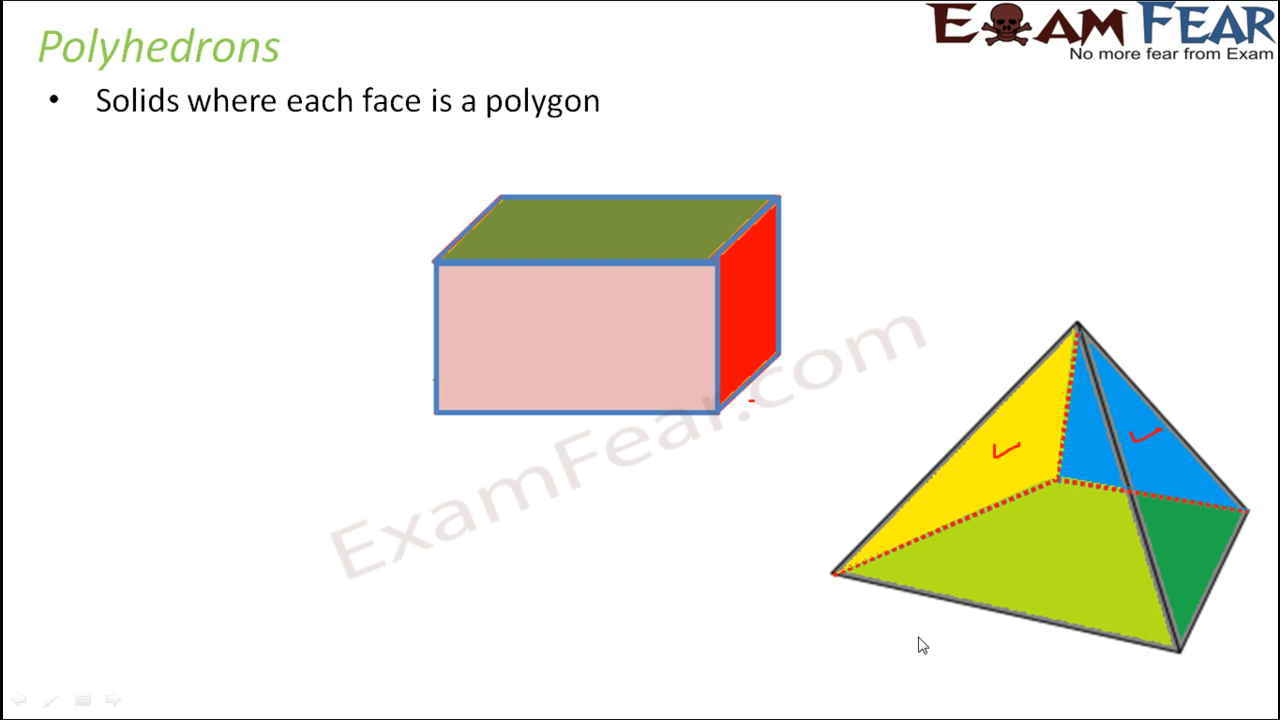 Polyhedrons
EXAM FEAR
No more fear from Exam
• Solids where each face is a polygon
ExamFear.com